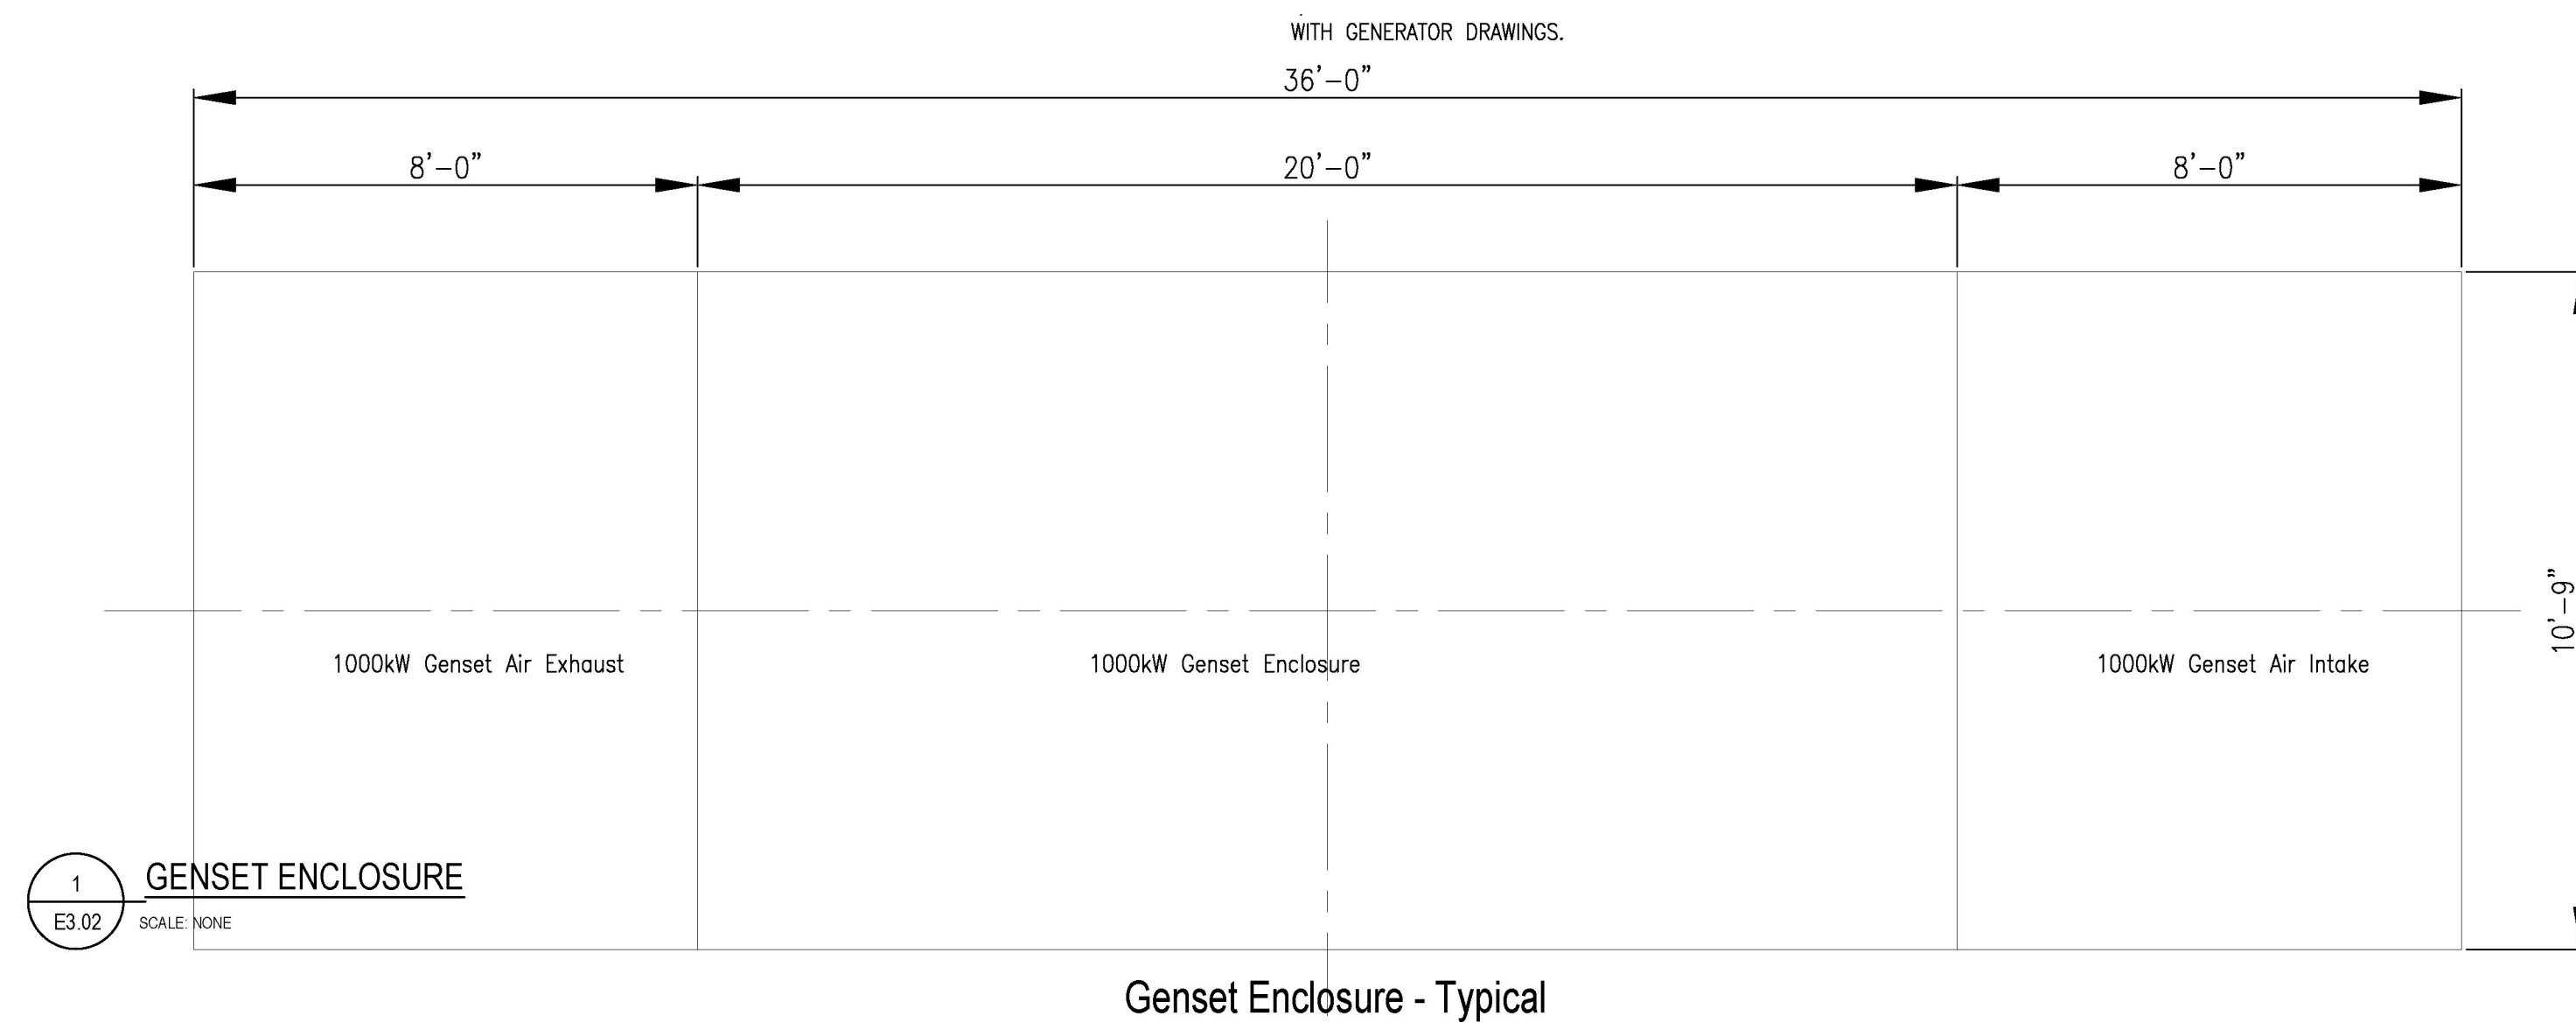 WITH GENERATOR DRAWINGS.
36'-0"
8'-0"
20'-0"
8'-0"
10'-9"
1000kW Genset Air Exhaust
1000kW Genset Enclosure
1000kW Genset Air Intake
1
GENSET ENCLOSURE
E3.02
SCALE: NONE
Genset Enclosure - Typical